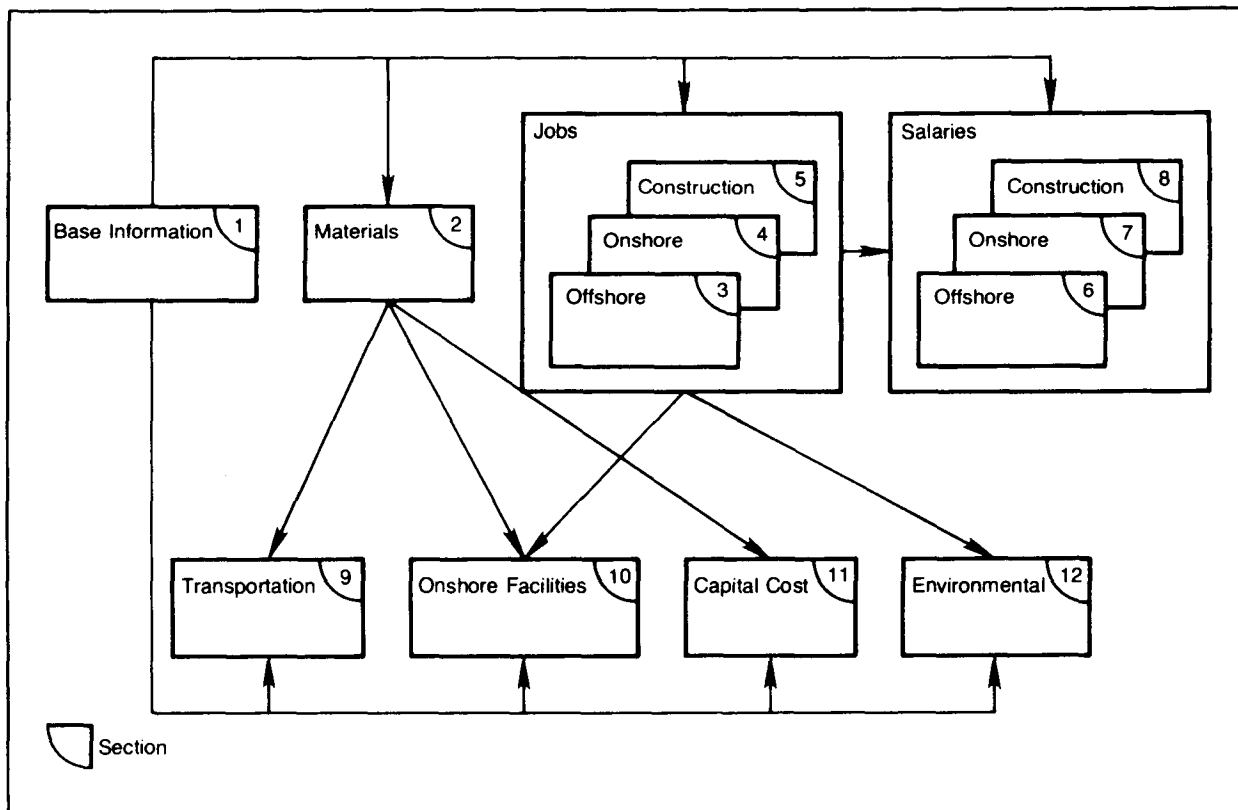 Jobs
Salaries
Construction 5
Construction 8
Base Information 1
Materials 2
Onshore 4
Onshore 7
Offshore 3
Offshore 6
Transportation 9
Onshore Facilities 10
Capital Cost 11
Environmental 12
Section